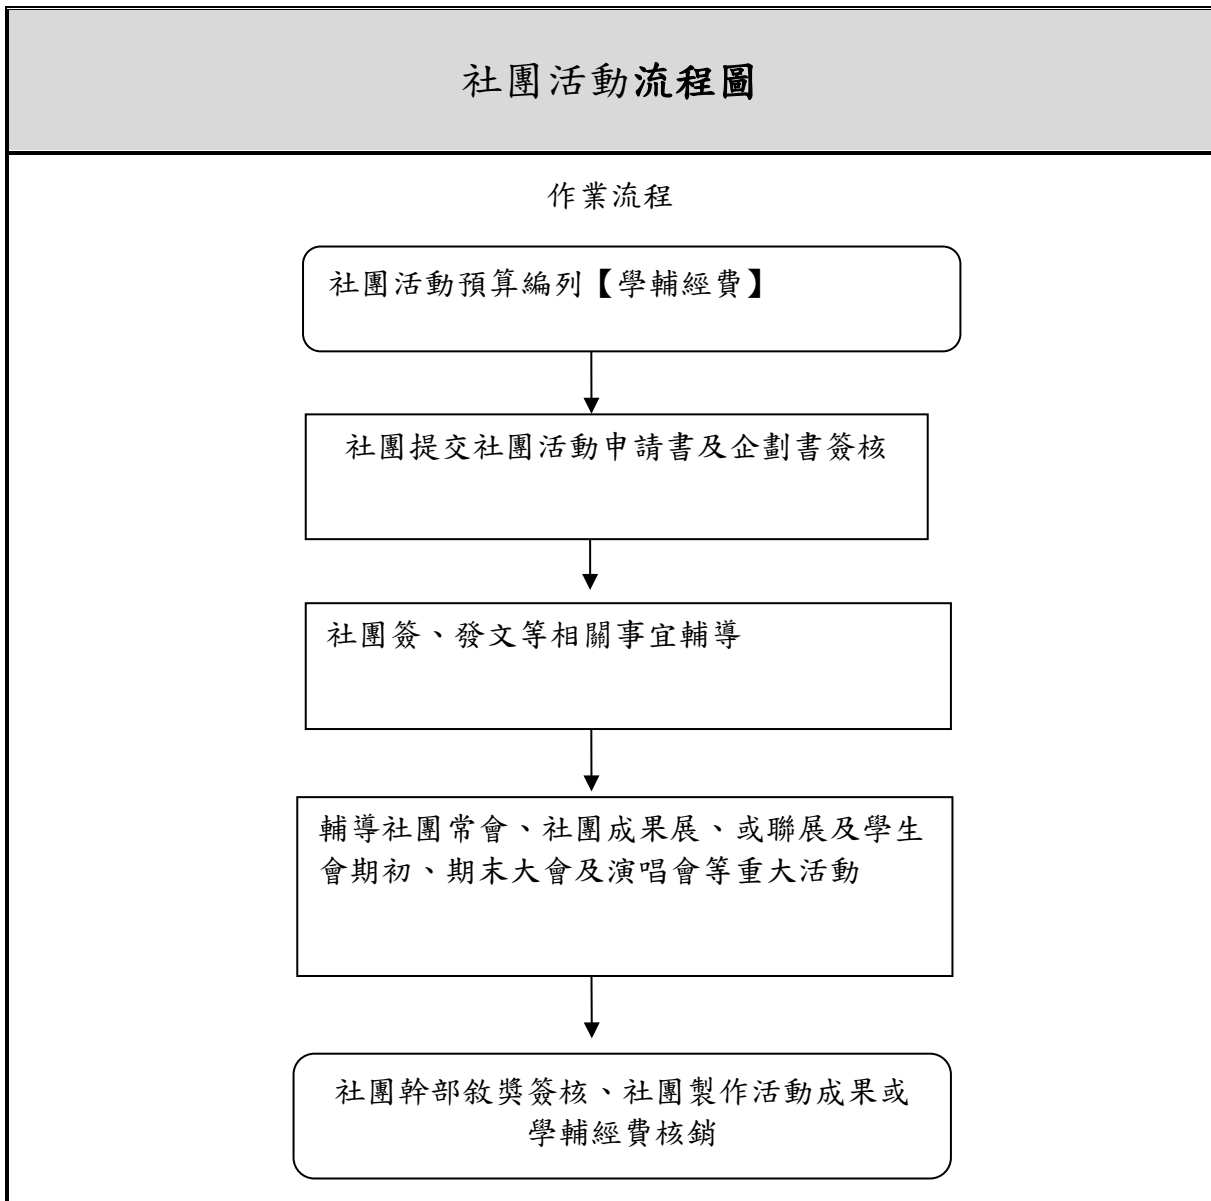 社團活動流程圖
作業流程
社團活動預算編列【學輔經費】
社團提交社團活動申請書及企劃書簽核
社團簽、發文等相關事宜輔導
輔導社團常會、社團成果展、或聯展及學生
會期初、期末大會及演唱會等重大活動
社團幹部敘獎簽核、社團製作活動成果或
學輔經費核銷